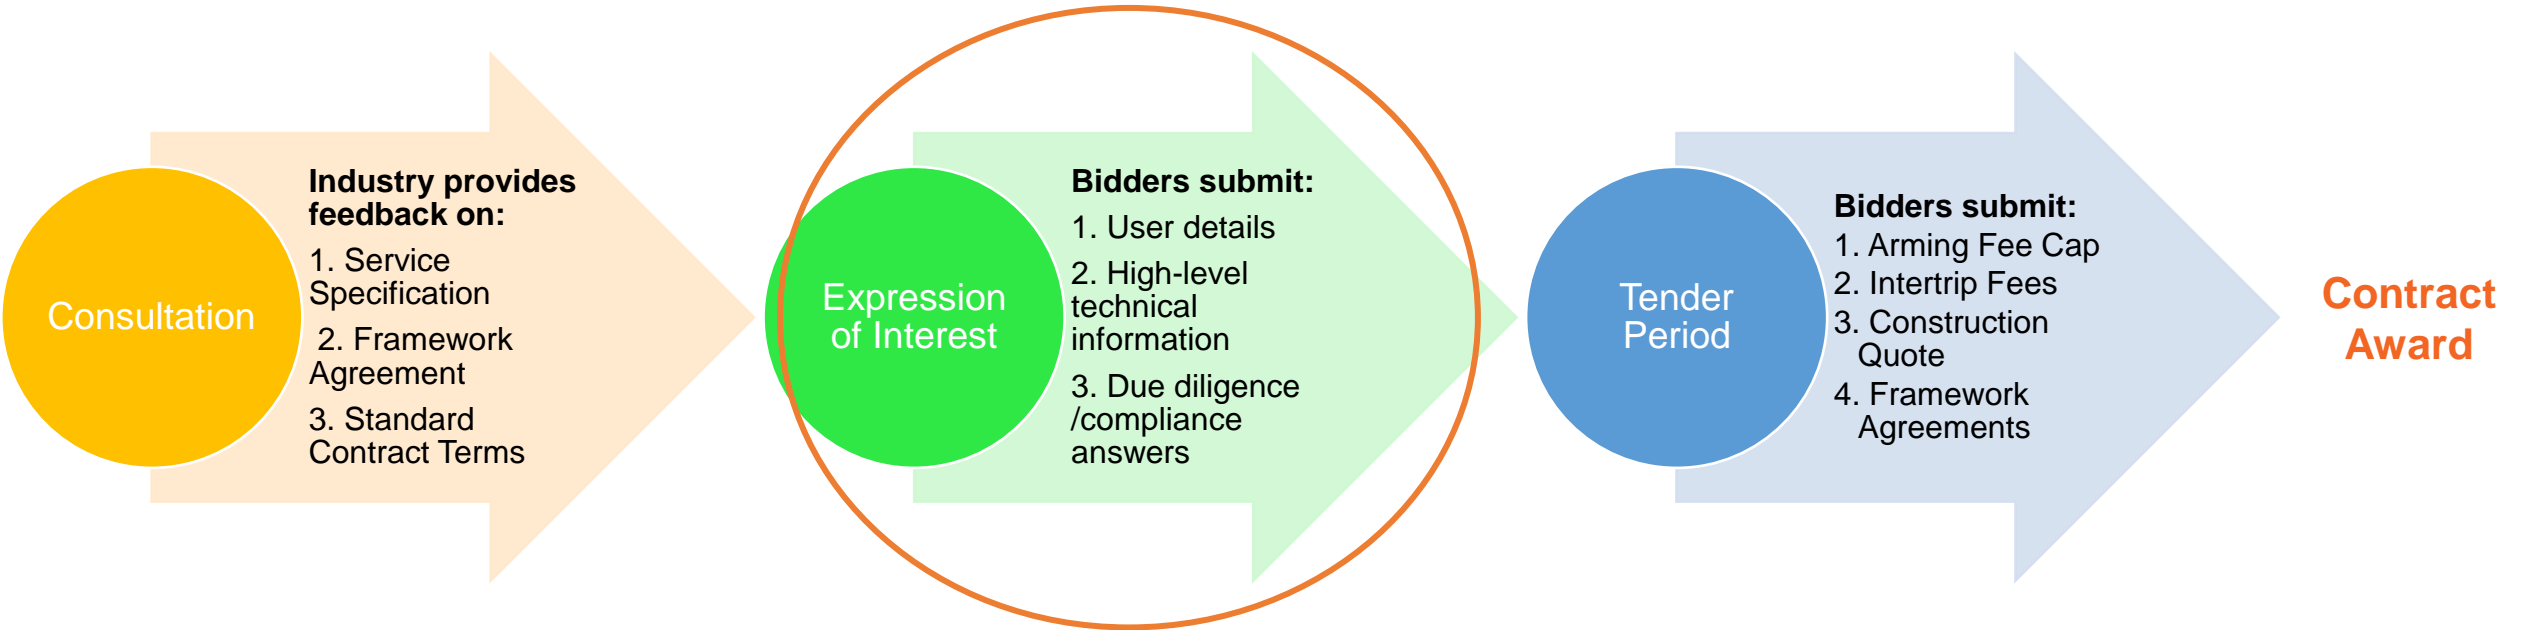 Consultation
Industry provides
feedback on:
1. Service
Specification
2. Framework
Agreement
3. Standard
Contract Terms
Expression
of Interest
Bidders submit:
1. User details
2. High-level
technical
information
3. Due diligence
/compliance
answers
Tender
Period
Bidders submit:
1. Arming Fee Cap
2. Intertrip Fees
3. Construction
Quote
4. Framework
Agreements
Contract
Award